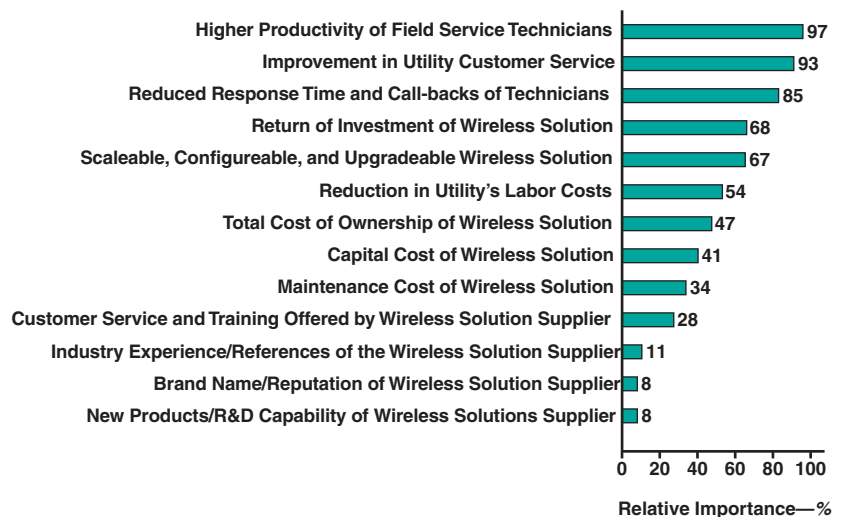 Higher Productivity of Field Service Technicians 97
Improvement in Utility Customer Service 93
Reduced Response Time and Call-backs of Technicians 85
Return of Investment of Wireless Solution 68
Scaleable, Configureable, and Upgradeable Wireless Solution 67
Reduction in Utility's Labor Costs 54
Total Cost of Ownership of Wireless Solution 47
Capital Cost of Wireless Solution 41
Maintenance Cost of Wireless Solution 34
Customer Service and Training Offered by Wireless Solution Supplier 28
Industry Experience/References of the Wireless Solution Supplier 11
Brand Name/Reputation of Wireless Solution Supplier 8
New Products/R&D Capability of Wireless Solutions Supplier 8
0 20 40 60 80 100
Relative Importance—%